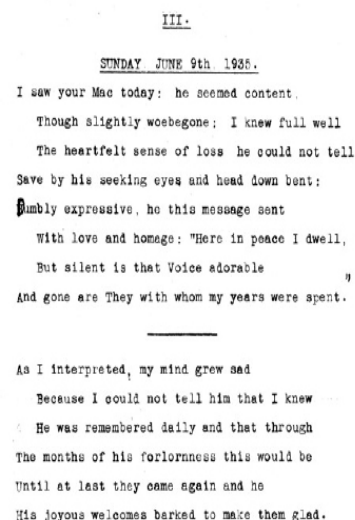 III.
SUNDAY JUNE 9th 1935.
I saw your Mac today: he seemed content,
Though slightly woebegone; I knew full well
The heartfelt sense of loss he could not tell
Save by his seeking eyes and head down bent:
Dumbly expressive, he this message sent
With love and homage: "Here in peace I dwell,
But silent is that Voice adorable
And gone are They with whom my years were spent."
As I interpreted, my mind grew sad
Because I could not tell him that I knew
He was remembered daily and that through
The months of his forlornness this would be
Until at last they came again and he
His joyous welcomes barked to make them glad.